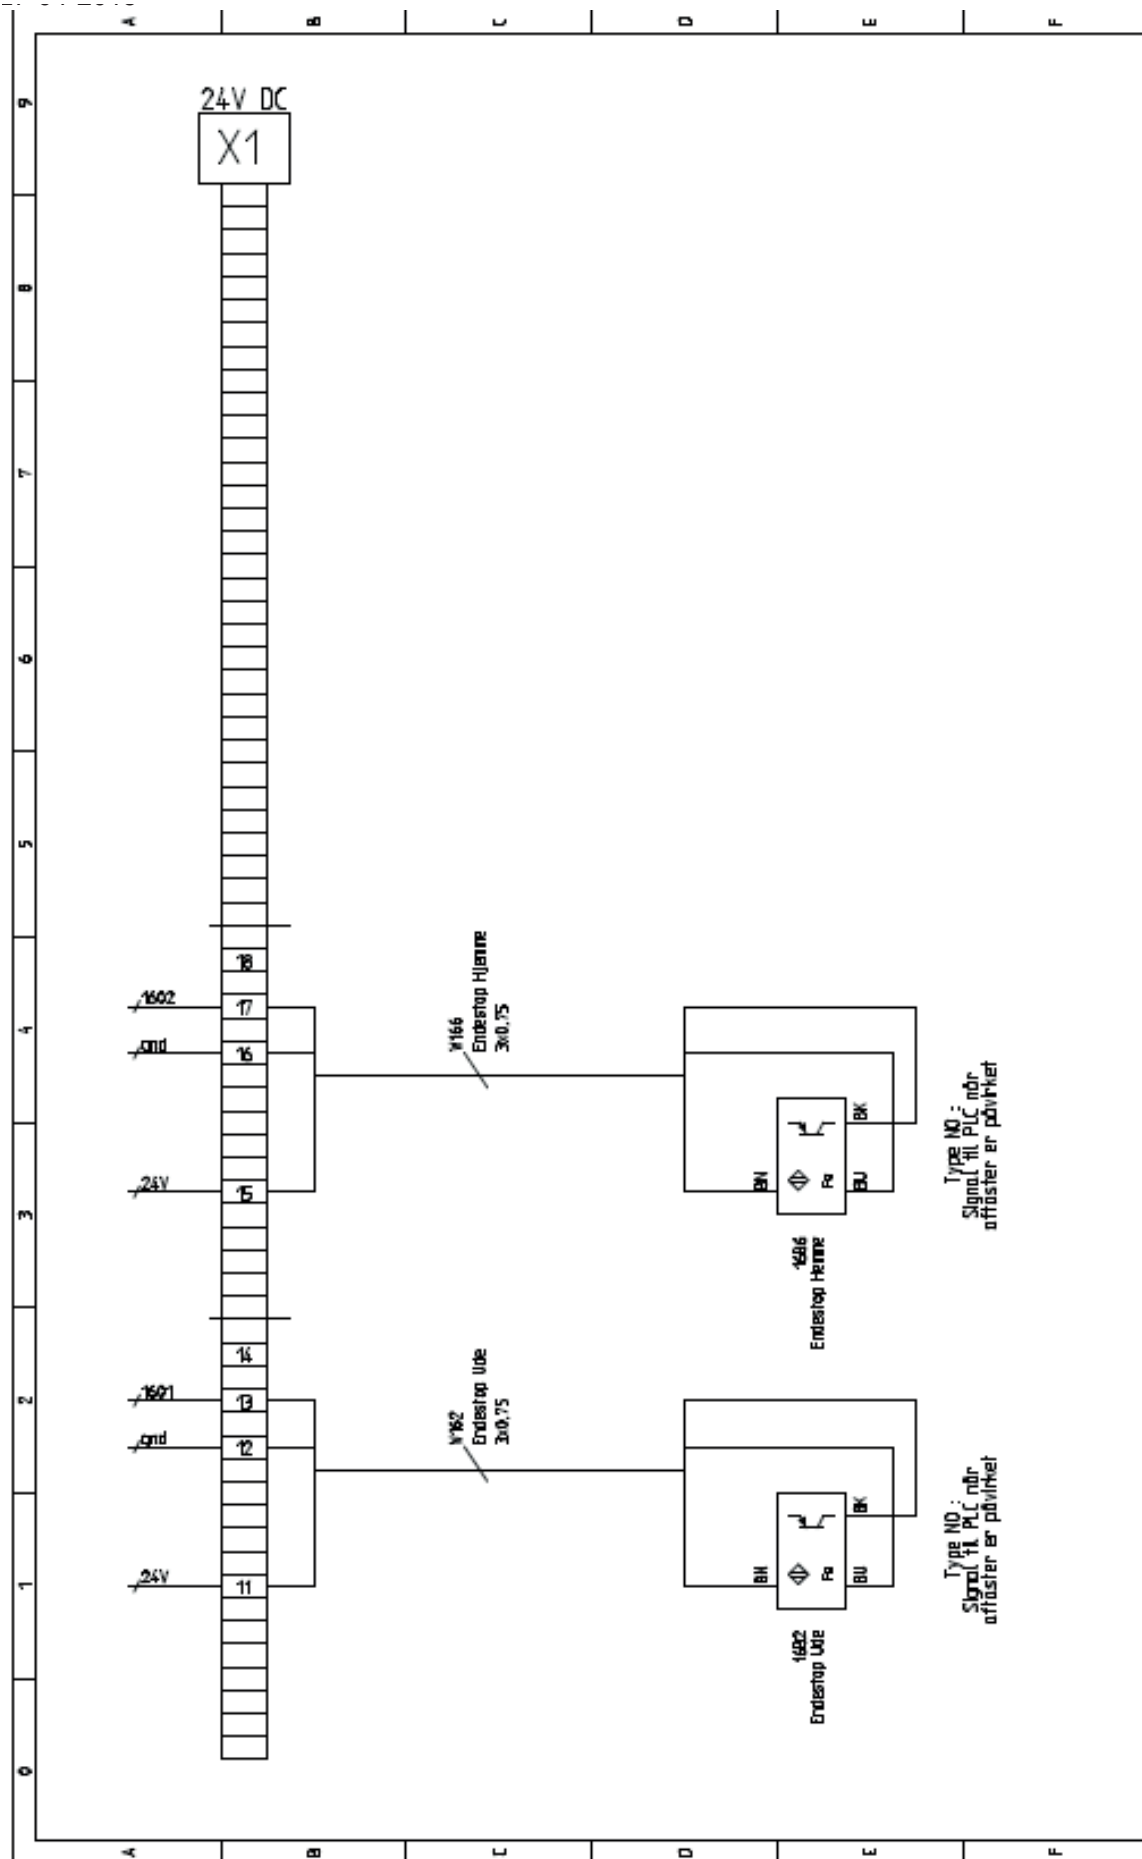 A
B
C
D
E
F
9
8
7
6
5
4
3
2
1
0
24V DC
X1
18
1602
17
gnd
16
24V
15
14
1601
13
gnd
12
24V
11
W166
Endestop Hjemme
3x0,75
W162
Endestop Ude
3x0,75
BN
Fe
BK
BU
Endestop Hemme
Type NO :
Signal til PLC når
aftaster er påvirket
BN
Fe
BK
BU
Endestop Ude
Type NO :
Signal til PLC når
aftaster er påvirket
A
B
C
D
E
F